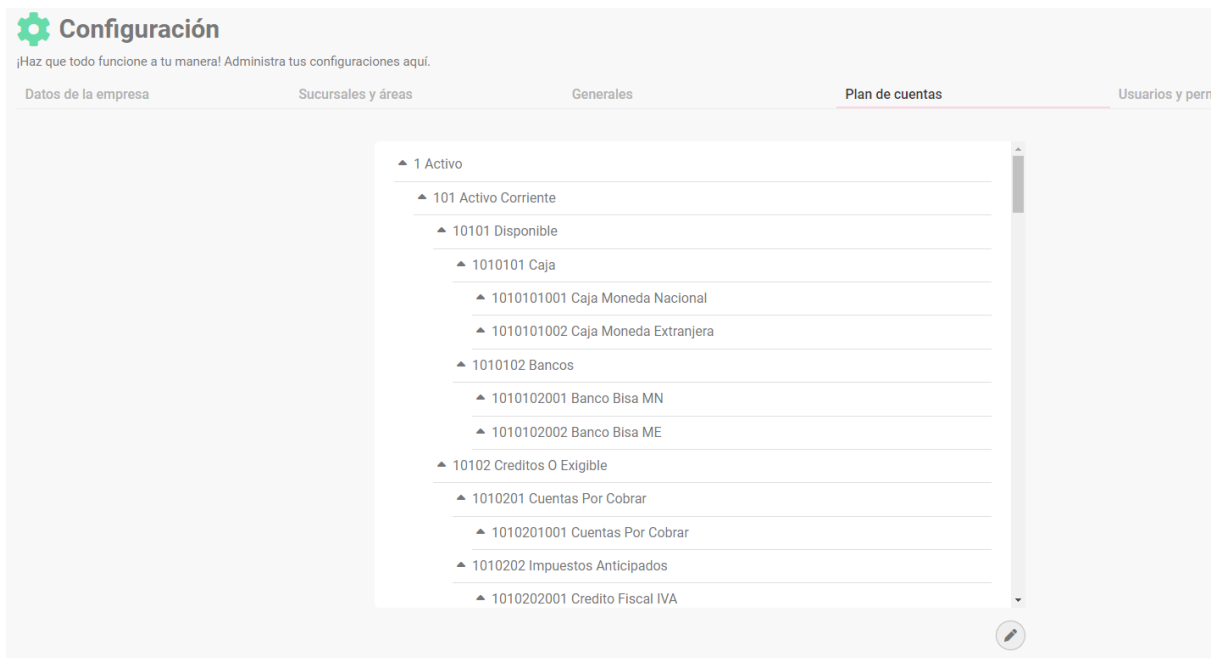 Configuración
¡Haz que todo funcione a tu manera! Administra tus configuraciones aquí.
Datos de la empresa Sucursales y áreas Generales Plan de cuentas Usuarios y perm
1 Activo
101 Activo Corriente
10101 Disponible
1010101 Caja
1010101001 Caja Moneda Nacional
1010101002 Caja Moneda Extranjera
1010102 Bancos
1010102001 Banco Bisa MN
1010102002 Banco Bisa ME
10102 Creditos O Exigible
1010201 Cuentas Por Cobrar
1010201001 Cuentas Por Cobrar
1010202 Impuestos Anticipados
1010202001 Credito Fiscal IVA